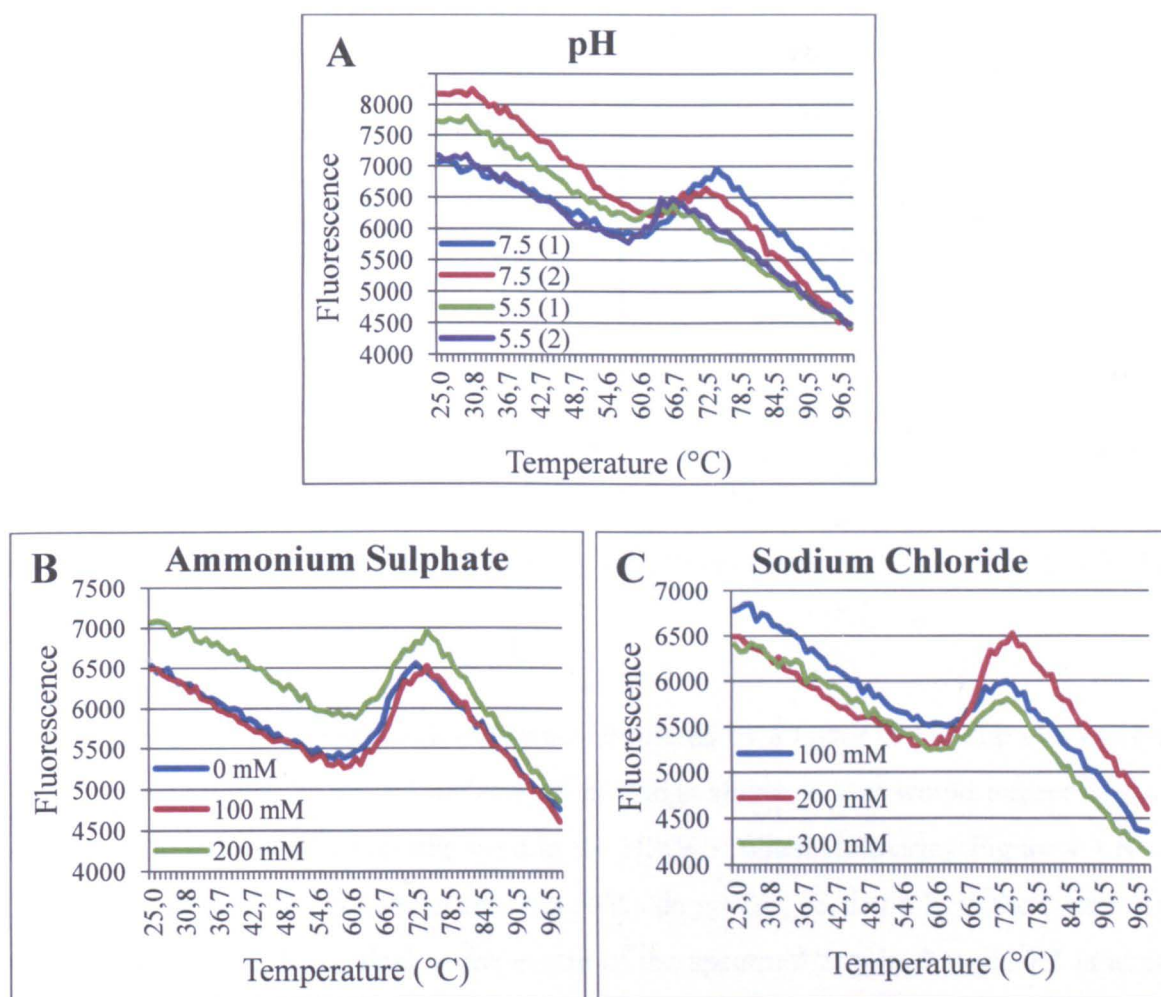 A
pH
8000
7500
7000
6500
6000
5500
5000
4500
4000
Fluorescence
7.5 (1)
7.5 (2)
5.5 (1)
5.5 (2)
25,0 30,8 36,7 42,7 48,7 54,6 60,6 66,7 72,5 78,5 84,5 90,5 96,5
Temperature (°C)
B
Ammonium Sulphate
7500
7000
6500
6000
5500
5000
4500
4000
Fluorescence
0 mM
100 mM
200 mM
25,0 30,8 36,7 42,7 48,7 54,6 60,6 66,7 72,5 78,5 84,5 90,5 96,5
Temperature (°C)
C
Sodium Chloride
7000
6500
6000
5500
5000
4500
4000
Fluorescence
100 mM
200 mM
300 mM
25,0 30,8 36,7 42,7 48,7 54,6 60,6 66,7 72,5 78,5 84,5 90,5 96,5
Temperature (°C)